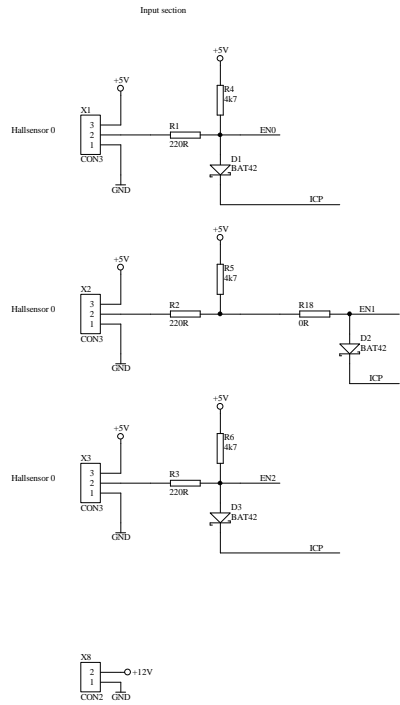 Input section
+5V
R4
4k7
+5V
X1
Hallsensor 0
3
2
1
CON3
R1
220R
EN0
D1
BAT42
GND
ICP
+5V
R5
4k7
+5V
X2
Hallsensor 0
3
2
1
CON3
R2
220R
R18
0R
EN1
D2
BAT42
GND
ICP
+5V
R6
4k7
+5V
X3
Hallsensor 0
3
2
1
CON3
R3
220R
EN2
D3
BAT42
GND
ICP
X8
2
1
+12V
CON2
GND